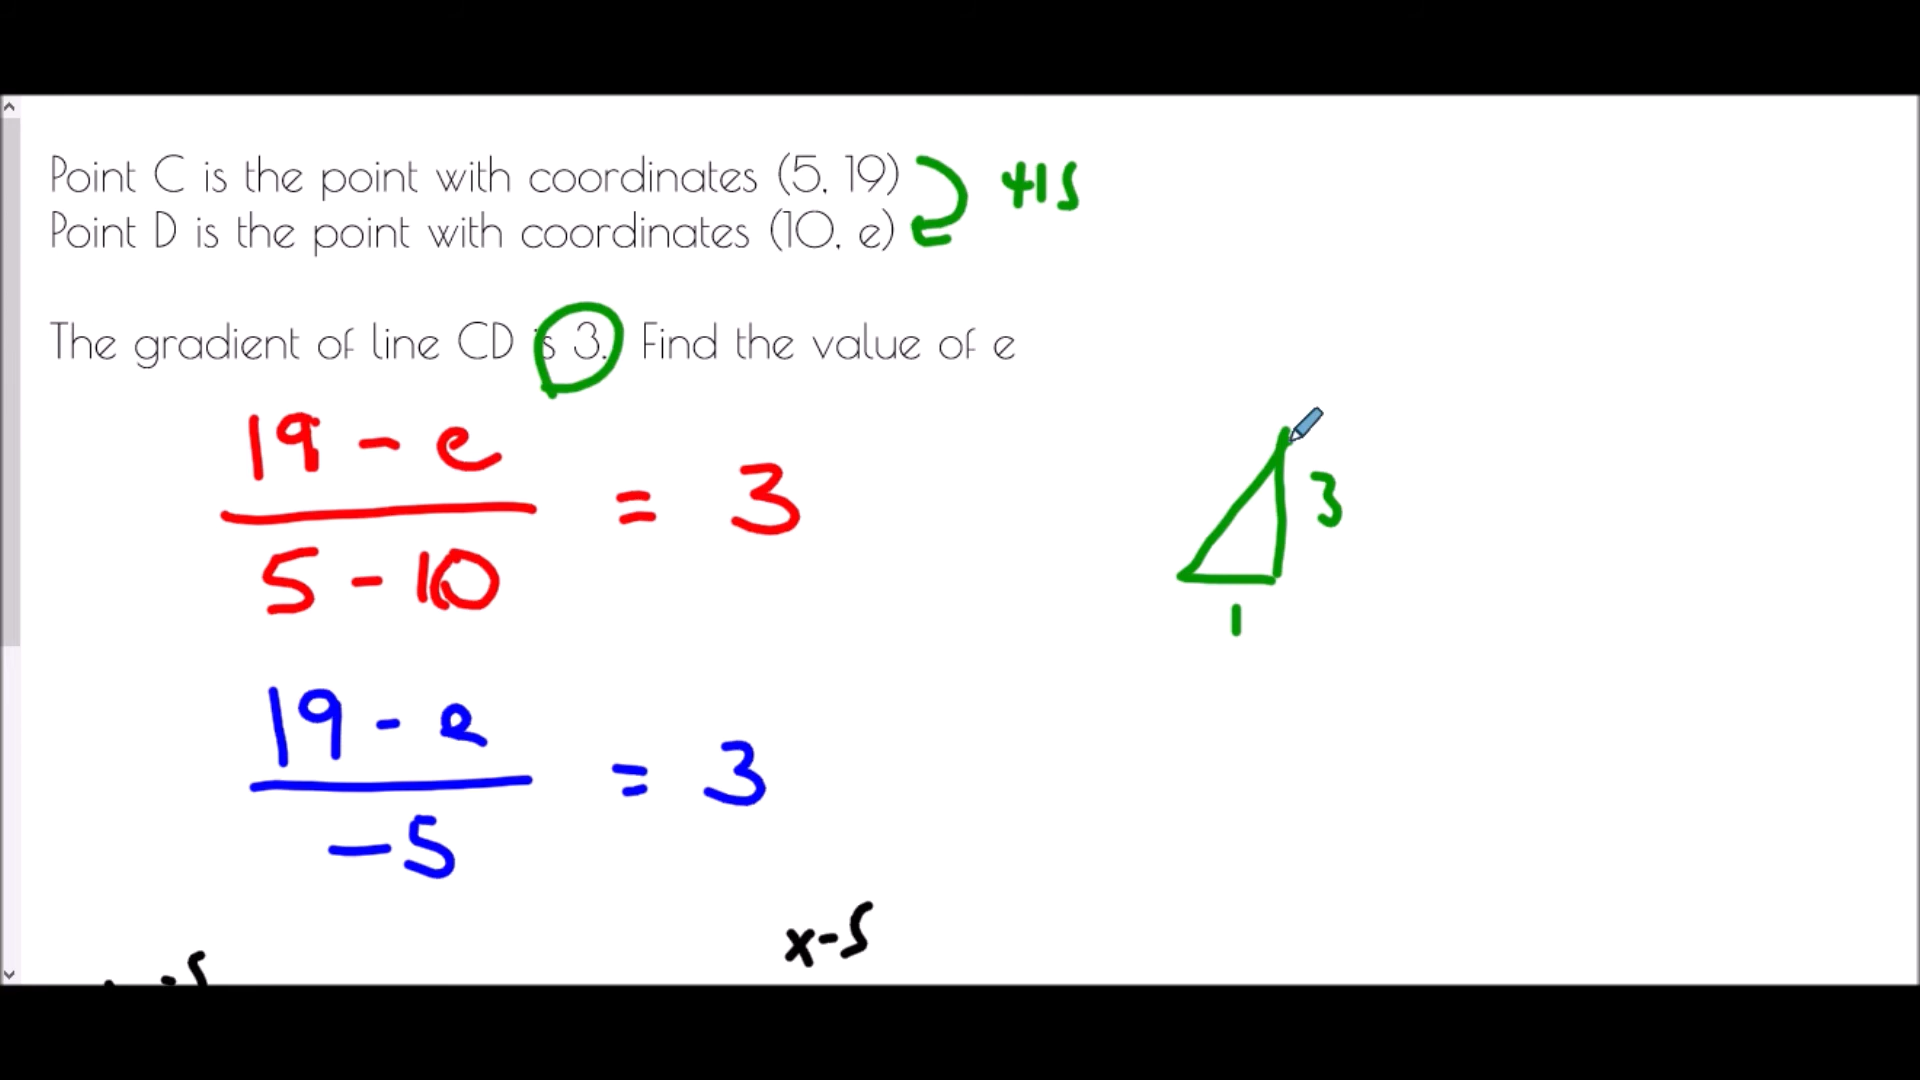 Point C is the point with coordinates (5, 19)
+15
Point D is the point with coordinates (10, e)
The gradient of line CD is 3. Find the value of e
19 - e
= 3
5 - 10
3
1
19 - e
= 3
-5
x-5
-5